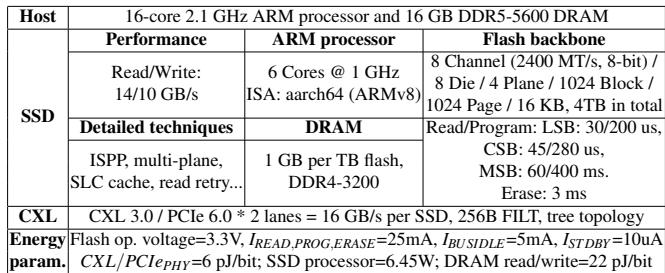 Host 16-core 2.1 GHz ARM processor and 16 GB DDR5-5600 DRAM
SSD
Performance
Read/Write:
14/10 GB/s
ARM processor
6 Cores @ 1 GHz
ISA: aarch64 (ARMv8)
Flash backbone
8 Channel (2400 MT/s, 8-bit) /
8 Die / 4 Plane / 1024 Block /
1024 Page / 16 KB, 4TB in total
Detailed techniques
ISPP, multi-plane,
SLC cache, read retry...
DRAM
1 GB per TB flash,
DDR4-3200
Read/Program: LSB: 30/200 us,
CSB: 45/280 us,
MSB: 60/400 ms.
Erase: 3 ms
CXL CXL 3.0 / PCIe 6.0 * 2 lanes = 16 GB/s per SSD, 256B FILT, tree topology
Energy param.
Flash op. voltage=3.3V, I_READ,PROG,ERASE=25mA, I_BUSIDLE=5mA, I_STDBY=10uA
CXL/PCIe_PHY=6 pJ/bit; SSD processor=6.45W; DRAM read/write=22 pJ/bit